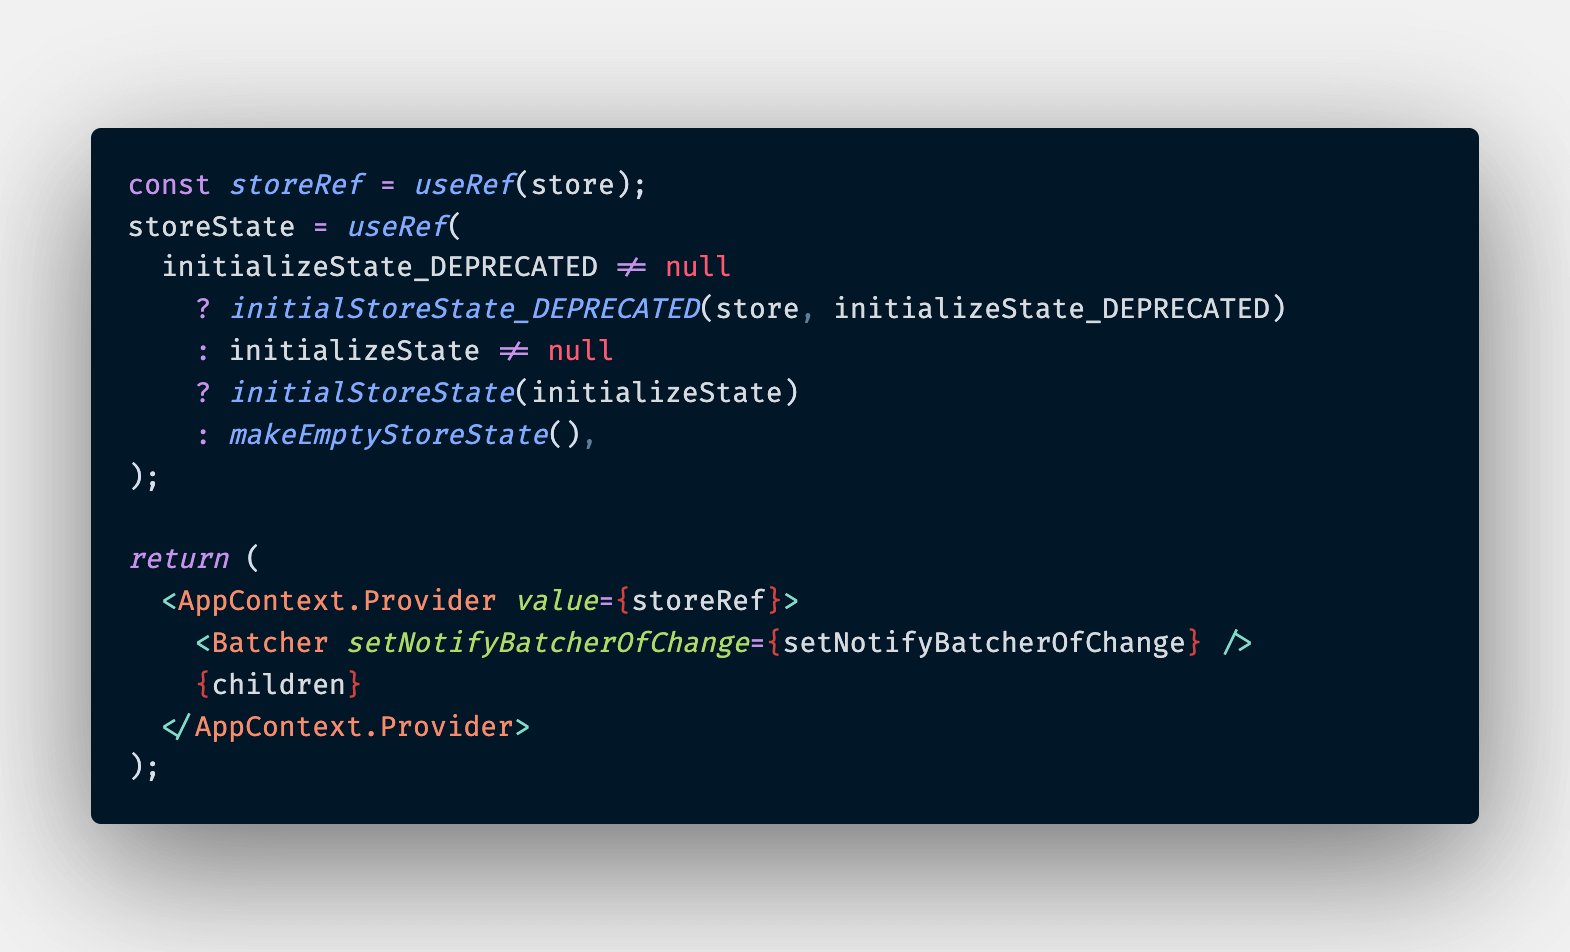 const storeRef = useRef(store);
storeState = useRef(
  initializeState_DEPRECATED != null
    ? initialStoreState_DEPRECATED(store, initializeState_DEPRECATED)
    : initializeState != null
    ? initialStoreState(initializeState)
    : makeEmptyStoreState(),
);

return (
  <AppContext.Provider value={storeRef}>
    <Batcher setNotifyBatcherOfChange={setNotifyBatcherOfChange} />
    {children}
  </AppContext.Provider>
);